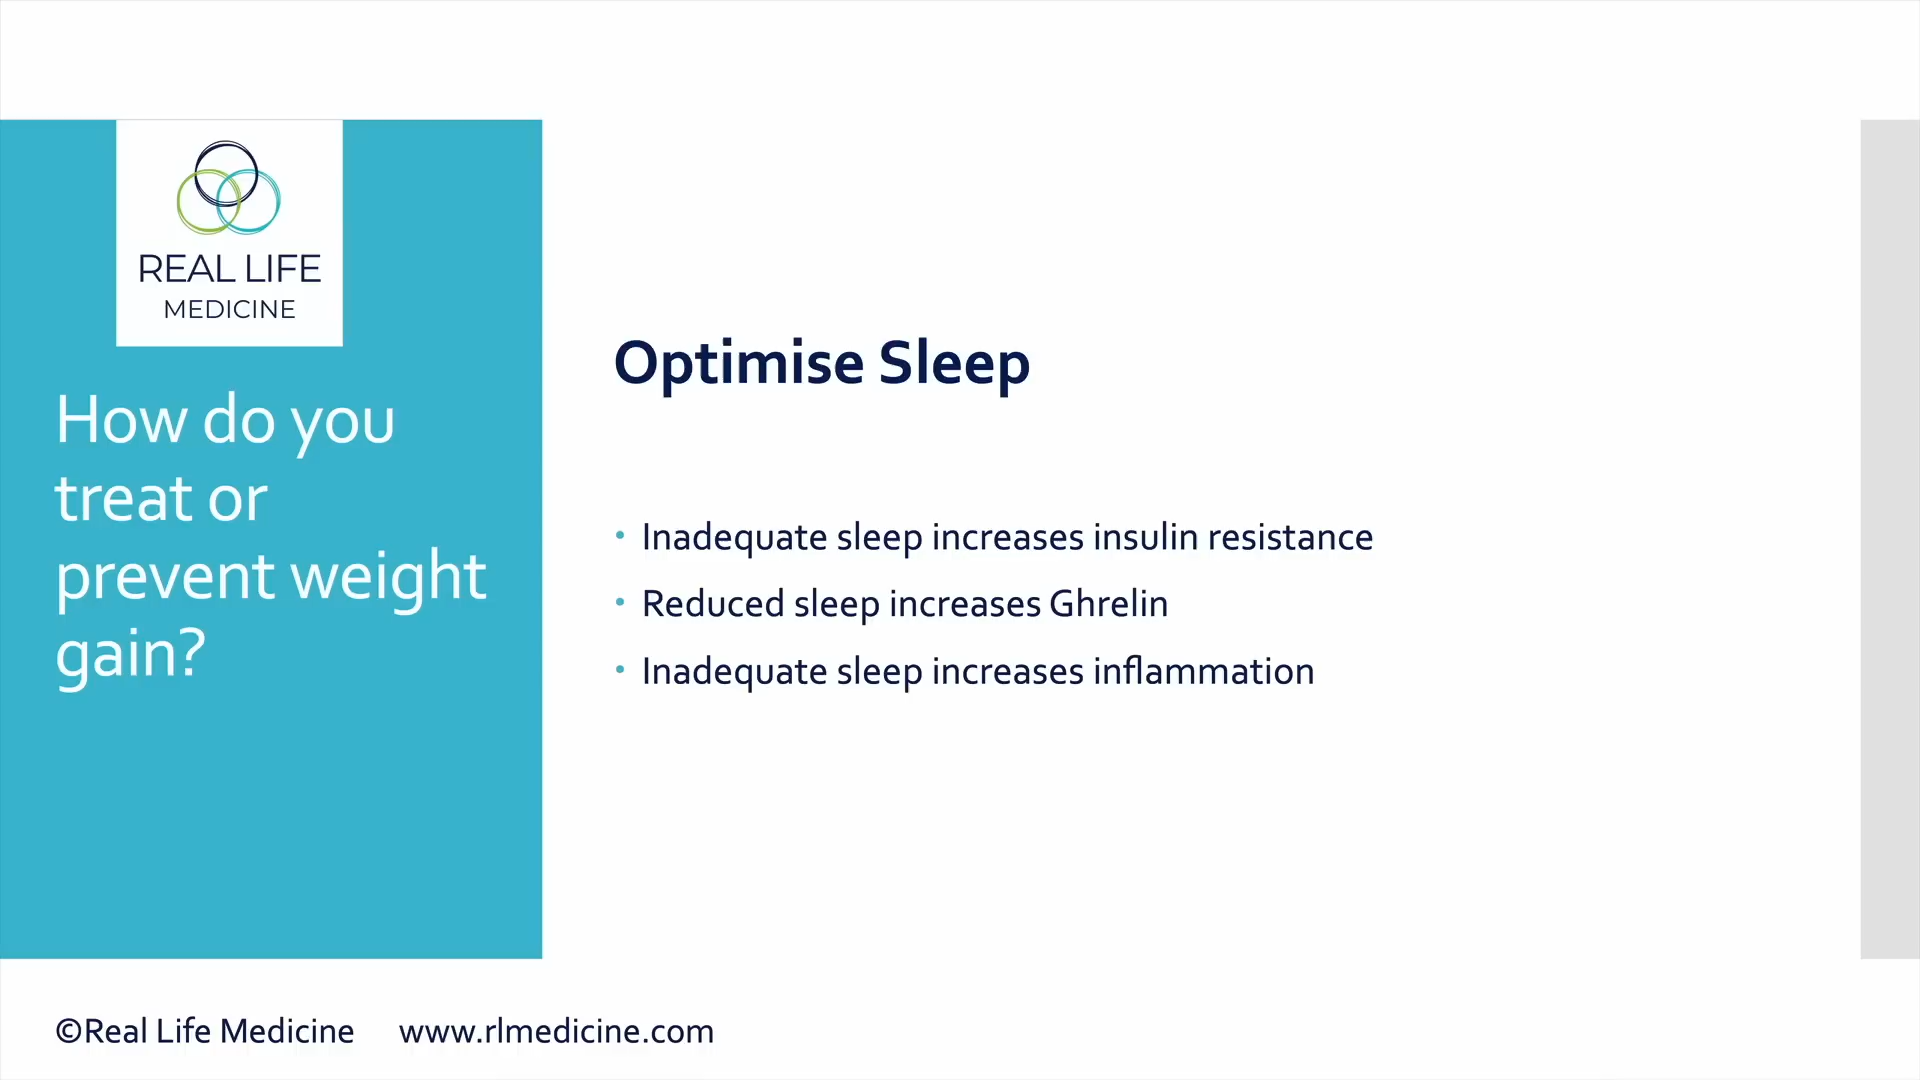 REAL LIFE
MEDICINE
How do you
treat or
prevent weight
gain?
Optimise Sleep
• Inadequate sleep increases insulin resistance
• Reduced sleep increases Ghrelin
• Inadequate sleep increases inflammation
©Real Life Medicine www.rlmedicine.com